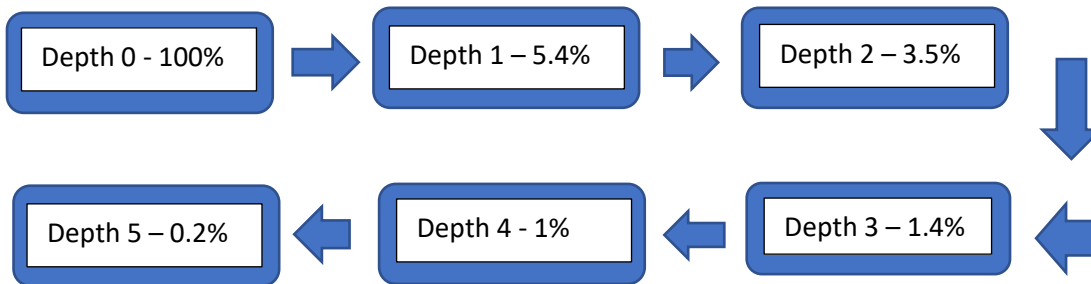 Depth 0 - 100%
Depth 1 – 5.4%
Depth 2 – 3.5%
Depth 3 – 1.4%
Depth 4 - 1%
Depth 5 – 0.2%